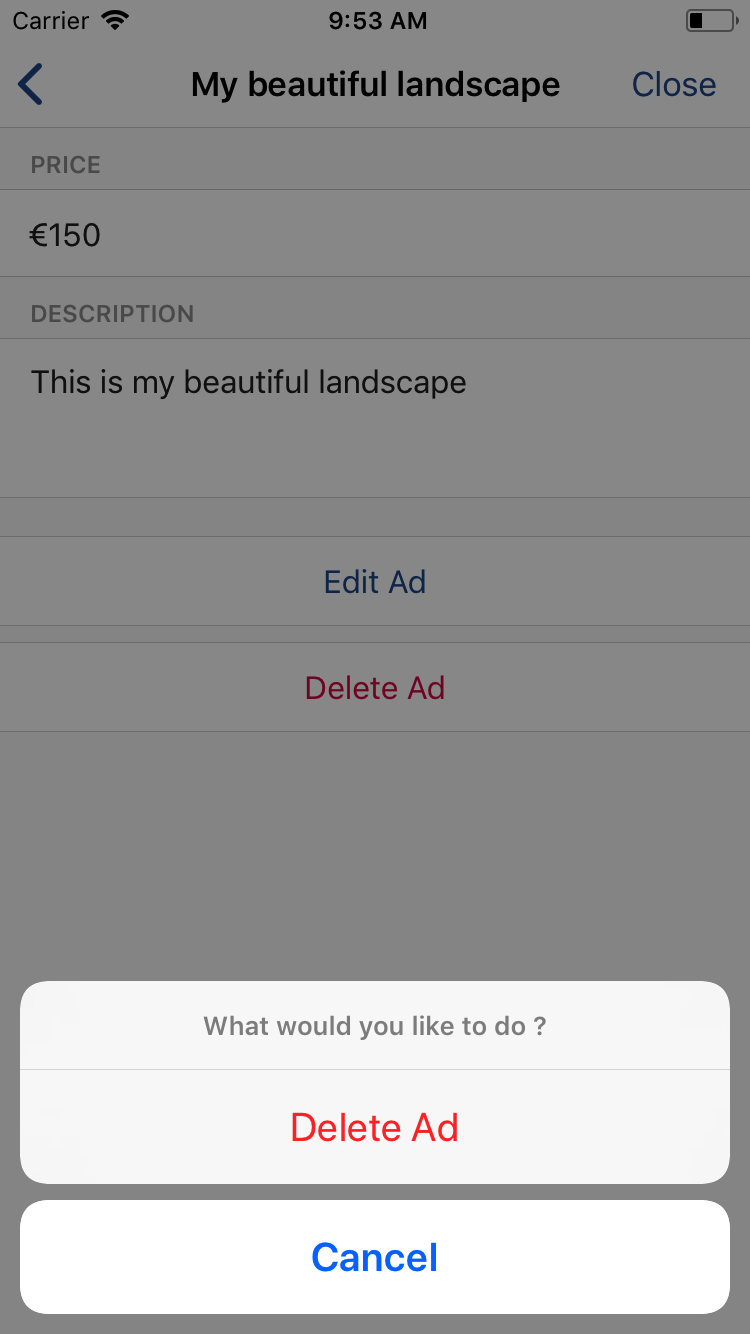 Carrier 9:53 AM
My beautiful landscape Close
PRICE
€150
DESCRIPTION
This is my beautiful landscape
Edit Ad
Delete Ad
What would you like to do ?
Delete Ad
Cancel